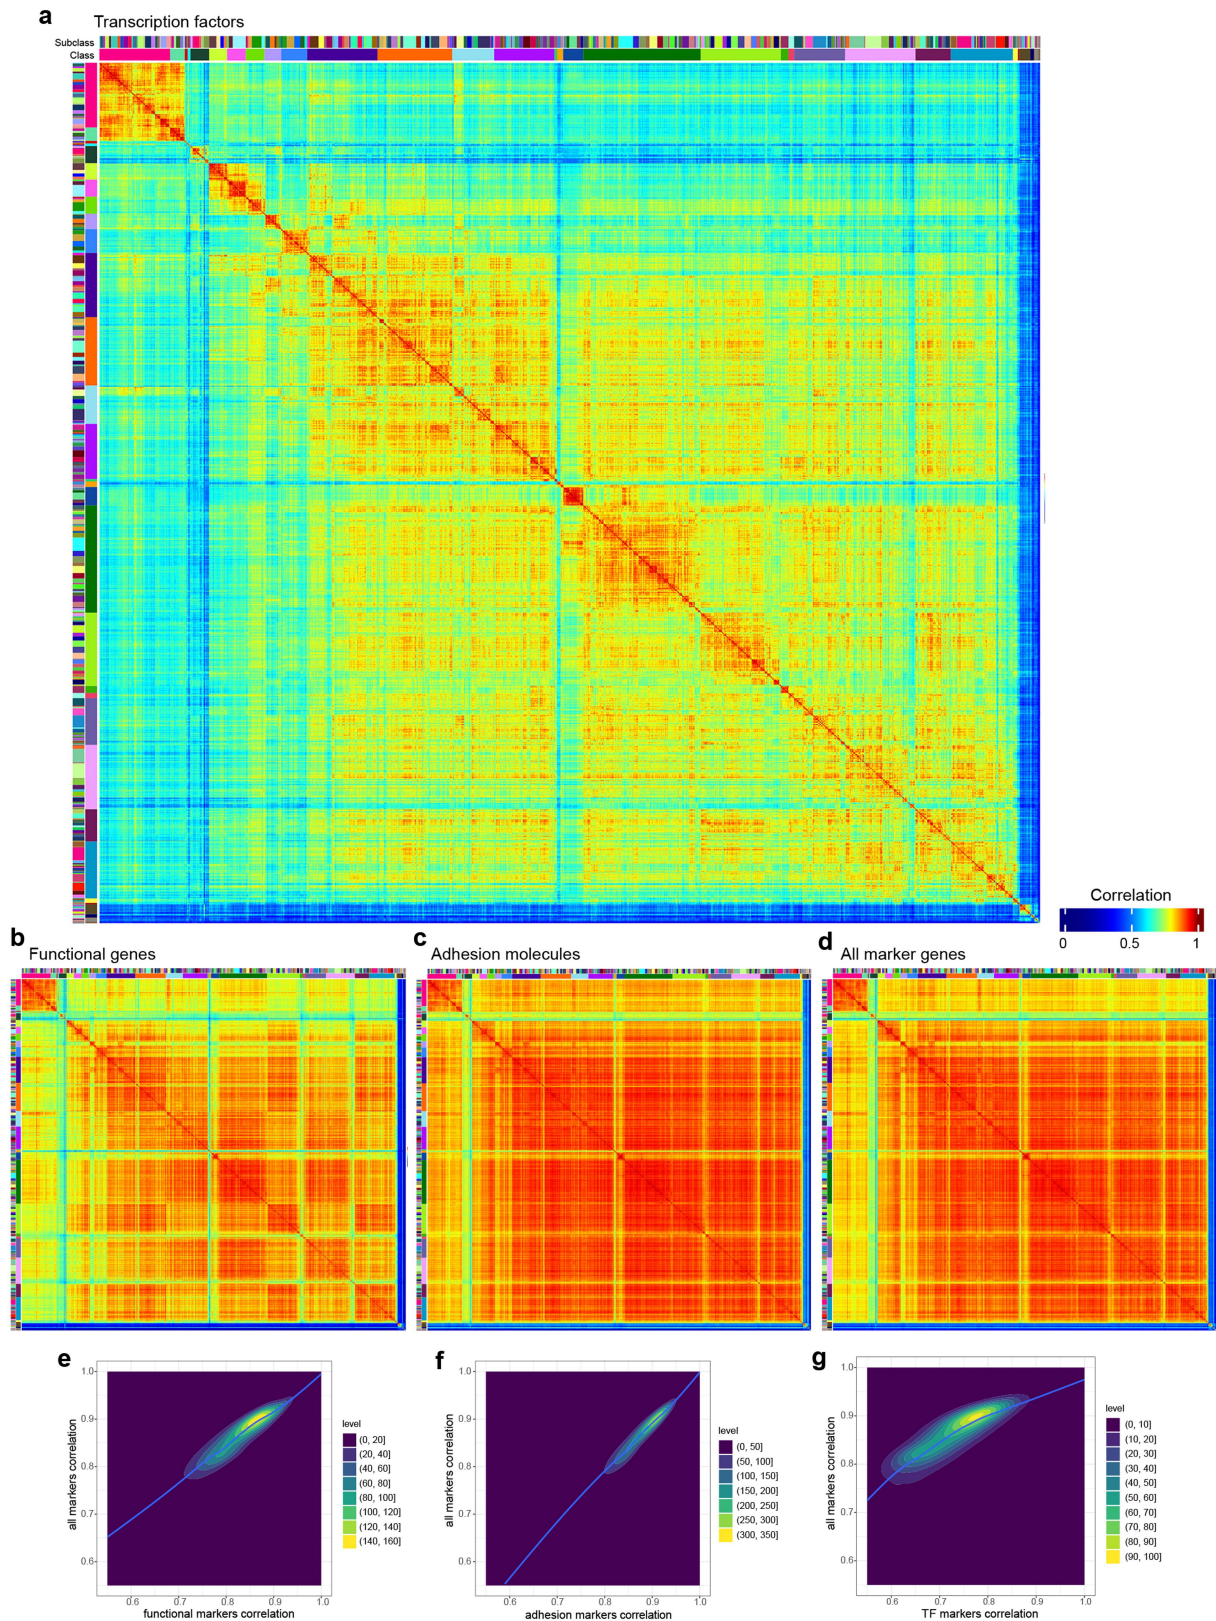 a
Transcription factors
Subclass
Class
Correlation
0 0.5 1
b
Functional genes
c
Adhesion molecules
d
All marker genes
e
1.0
0.9
0.8
0.7
0.6
0.6 0.7 0.8 0.9 1.0
all markers correlation
functional markers correlation
level
(0, 20]
(20, 40]
(40, 60]
(60, 80]
(80, 100]
(100, 120]
(120, 140]
(140, 160]
f
1.0
0.9
0.8
0.7
0.6
0.6 0.7 0.8 0.9 1.0
all markers correlation
adhesion markers correlation
level
(0, 50]
(50, 100]
(100, 150]
(150, 200]
(200, 250]
(250, 300]
(300, 350]
g
1.0
0.9
0.8
0.7
0.6
0.6 0.7 0.8 0.9 1.0
all markers correlation
TF markers correlation
level
(0, 10]
(10, 20]
(20, 30]
(30, 40]
(40, 50]
(50, 60]
(60, 70]
(70, 80]
(80, 90]
(90, 100]